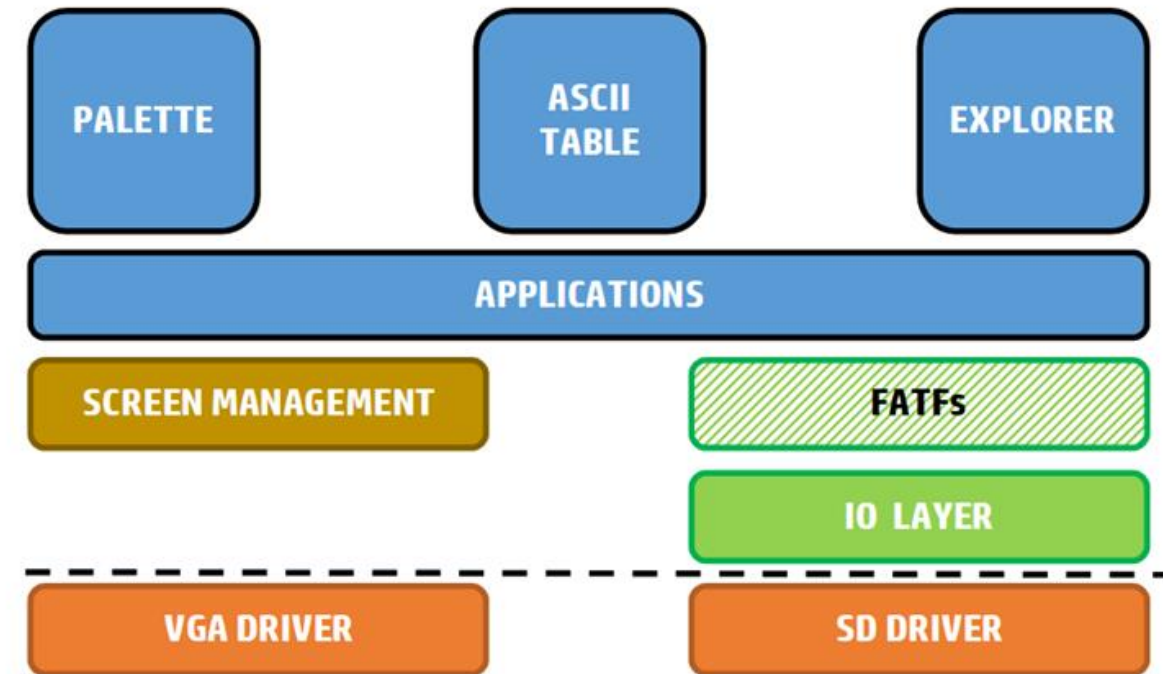 PALETTE
ASCII
TABLE
EXPLORER
APPLICATIONS
SCREEN MANAGEMENT
FATFs
IO LAYER
VGA DRIVER
SD DRIVER